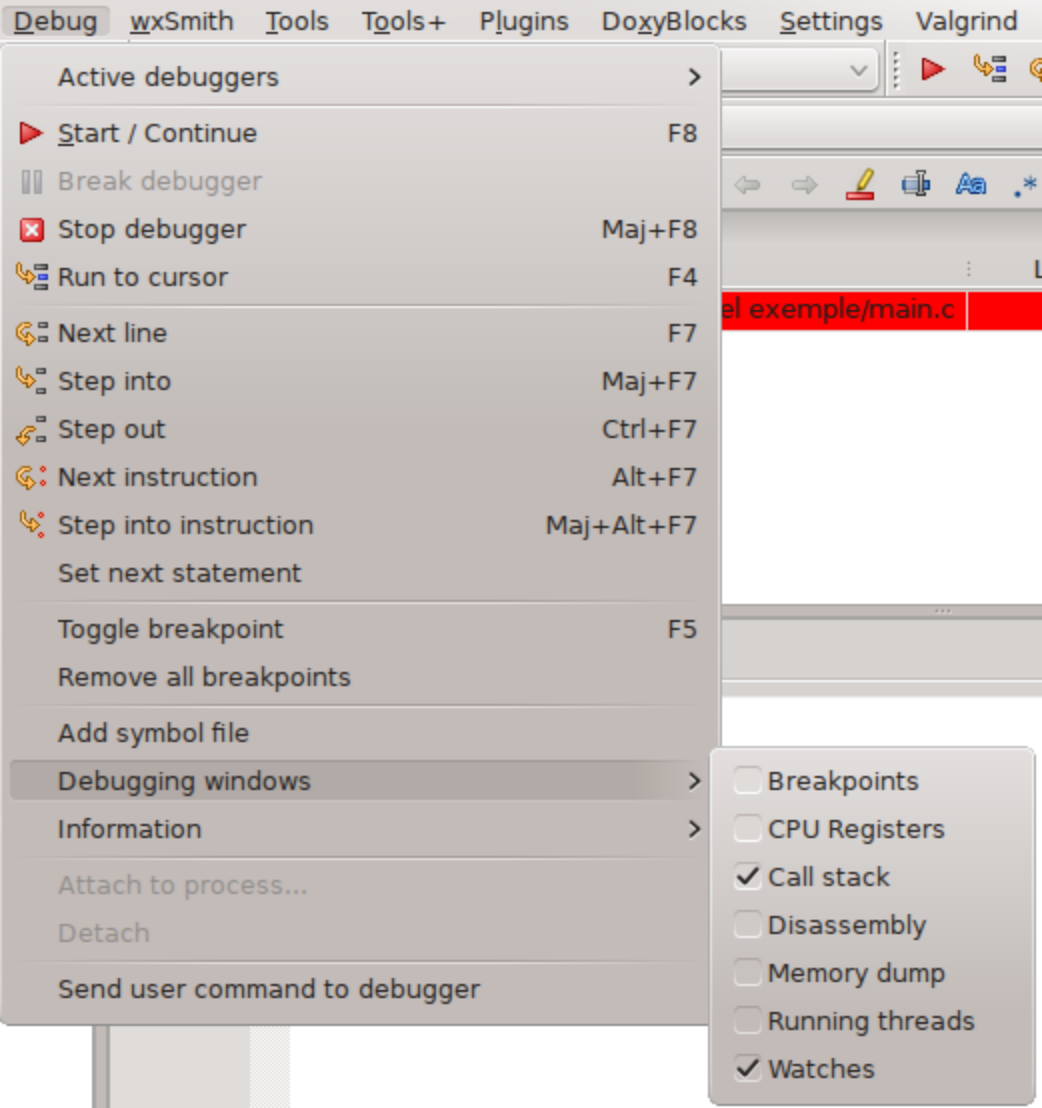 Debug wxSmith Tools Tools+ Plugins DoxyBlocks Settings Valgrind
Active debuggers
Start / Continue F8
Break debugger
Stop debugger Maj+F8
Run to cursor F4
Next line F7
Step into Maj+F7
Step out Ctrl+F7
Next instruction Alt+F7
Step into instruction Maj+Alt+F7
Set next statement
Toggle breakpoint F5
Remove all breakpoints
Add symbol file
Debugging windows
Information
Attach to process...
Detach
Send user command to debugger
Aa .*
L
el exemple/main.c
Breakpoints
CPU Registers
Call stack
Disassembly
Memory dump
Running threads
Watches